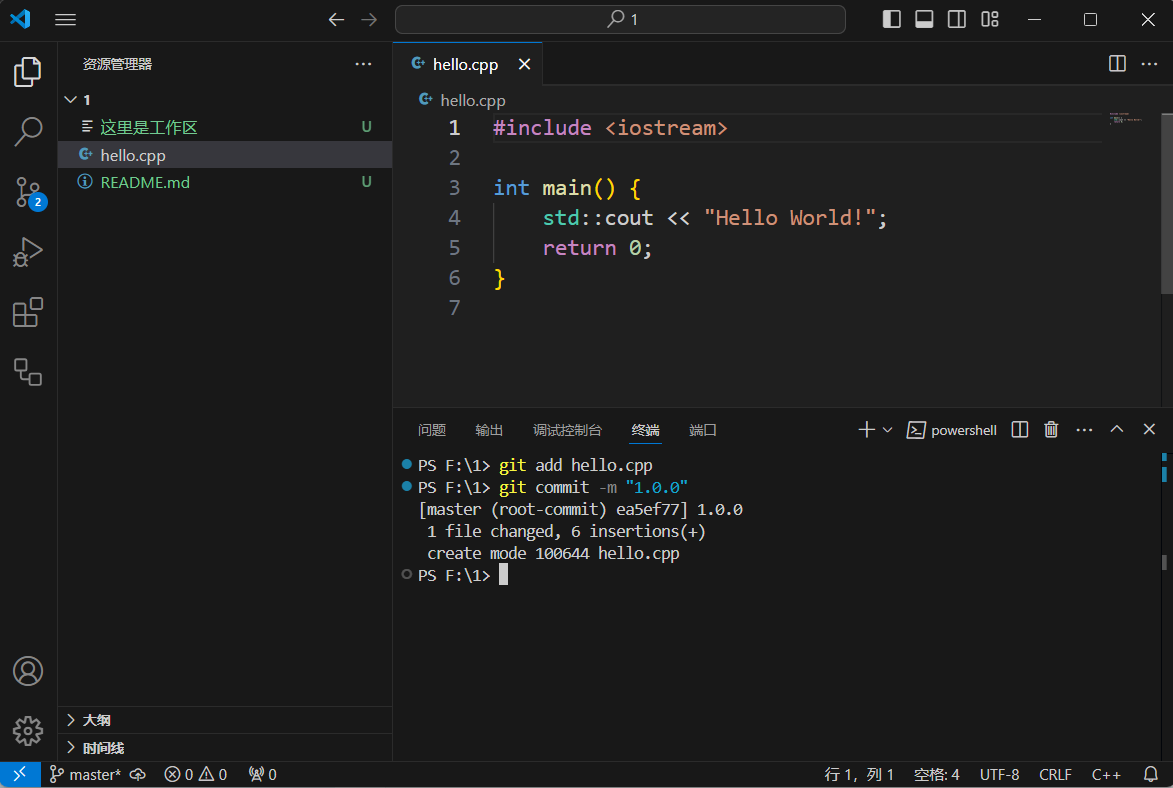 1
资源管理器
1
这里是工作区 U
hello.cpp
README.md U
大纲
时间线
hello.cpp
hello.cpp
1 #include <iostream>
2
3 int main() {
4     std::cout << "Hello World!";
5     return 0;
6 }
7
问题 输出 调试控制台 终端 端口
powershell
PS F:\1> git add hello.cpp
PS F:\1> git commit -m "1.0.0"
[master (root-commit) ea5ef77] 1.0.0
 1 file changed, 6 insertions(+)
 create mode 100644 hello.cpp
PS F:\1>
2
master* 0 0 0 行 1，列 1 空格: 4 UTF-8 CRLF C++